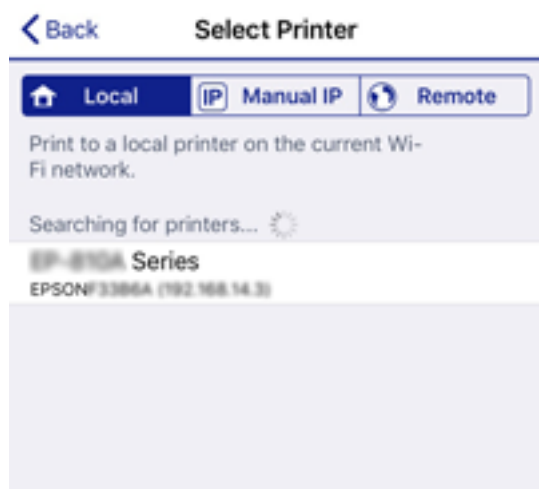 Back
Select Printer
Local
IP Manual IP
Remote
Print to a local printer on the current Wi-
Fi network.
Searching for printers...
Series
EPSON